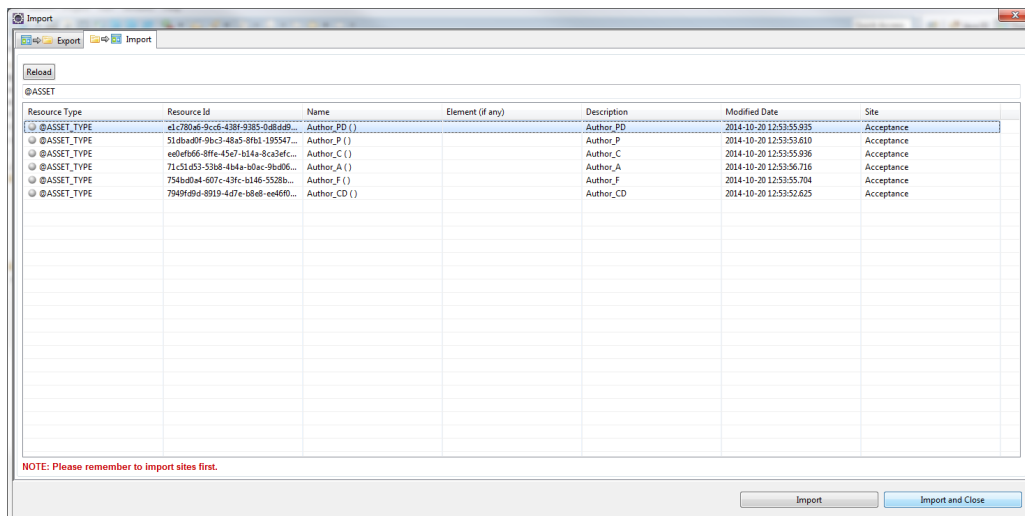 Import
Export Import
Reload
@ASSET
Resource Type Resource Id Name Element (if any) Description Modified Date Site
@ASSET_TYPE e1c780a6-9cc6-438f-9385-0d8dd9... Author_PD ( ) Author_PD 2014-10-20 12:53:55.935 Acceptance
@ASSET_TYPE 51dbad0f-9bc3-48a5-8fb1-195547... Author_P ( ) Author_P 2014-10-20 12:53:53.610 Acceptance
@ASSET_TYPE ee0efb66-8ffe-45e7-b14a-8ca3efc... Author_C ( ) Author_C 2014-10-20 12:53:55.936 Acceptance
@ASSET_TYPE 71c51d53-53b8-4b4a-b0ac-9bd06... Author_A ( ) Author_A 2014-10-20 12:53:56.716 Acceptance
@ASSET_TYPE 754bd0a4-607c-43fc-b146-5528b... Author_F ( ) Author_F 2014-10-20 12:53:55.704 Acceptance
@ASSET_TYPE 7949fd9d-8919-4d7e-b8e8-ee46f0... Author_CD ( ) Author_CD 2014-10-20 12:53:52.625 Acceptance
NOTE: Please remember to import sites first.
Import Import and Close